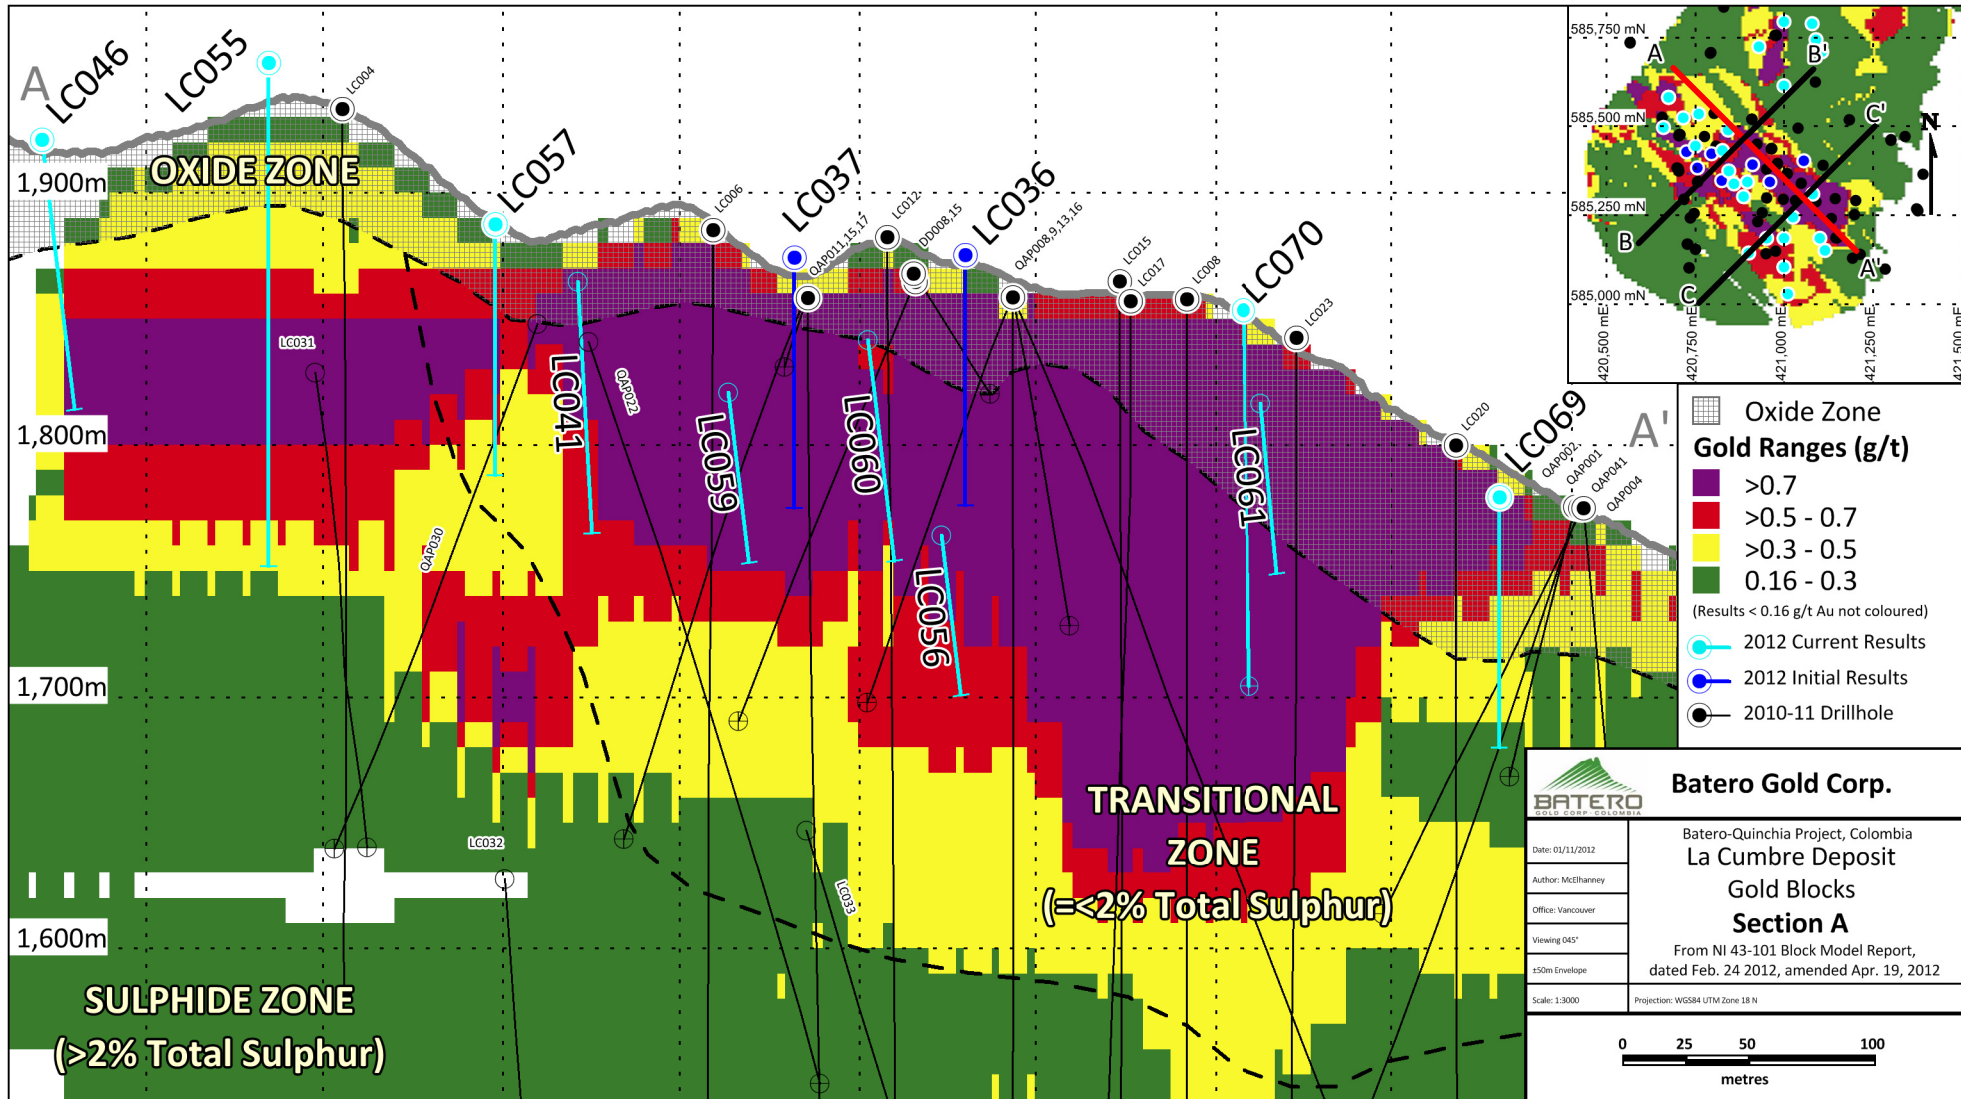 A
LC046
LC055
LC004
OXIDE ZONE
LC057
LC006
LC037
QAP011,15,17
LC012
DD008,15
LC036
QAP008,9,13,16
LC015
LC017
LC008
LC070
LC023
LC020
LC069
QAP002
QAP001
QAP041
QAP004
A'
1,900m
1,800m
1,700m
1,600m
LC031
LC041
QAP022
QAP030
LC059
LC060
LC056
LC061
LC032
LC033
TRANSITIONAL
ZONE
(=<2% Total Sulphur)
SULPHIDE ZONE
(>2% Total Sulphur)
585,750 mN
585,500 mN
585,250 mN
585,000 mN
A
B'
C'
N
B
A'
C
420,500 mE
420,750 mE
421,000 mE
421,250 mE
421,500 mE
Oxide Zone
Gold Ranges (g/t)
>0.7
>0.5 - 0.7
>0.3 - 0.5
0.16 - 0.3
(Results < 0.16 g/t Au not coloured)
2012 Current Results
2012 Initial Results
2010-11 Drillhole
BATERO
GOLD CORP - COLOMBIA
Batero Gold Corp.
Date: 01/11/2012
Author: McElhanney
Office: Vancouver
Viewing 045°
±50m Envelope
Scale: 1:3000
Batero-Quinchia Project, Colombia
La Cumbre Deposit
Gold Blocks
Section A
From NI 43-101 Block Model Report,
dated Feb. 24 2012, amended Apr. 19, 2012
Projection: WGS84 UTM Zone 18 N
0 25 50 100
metres